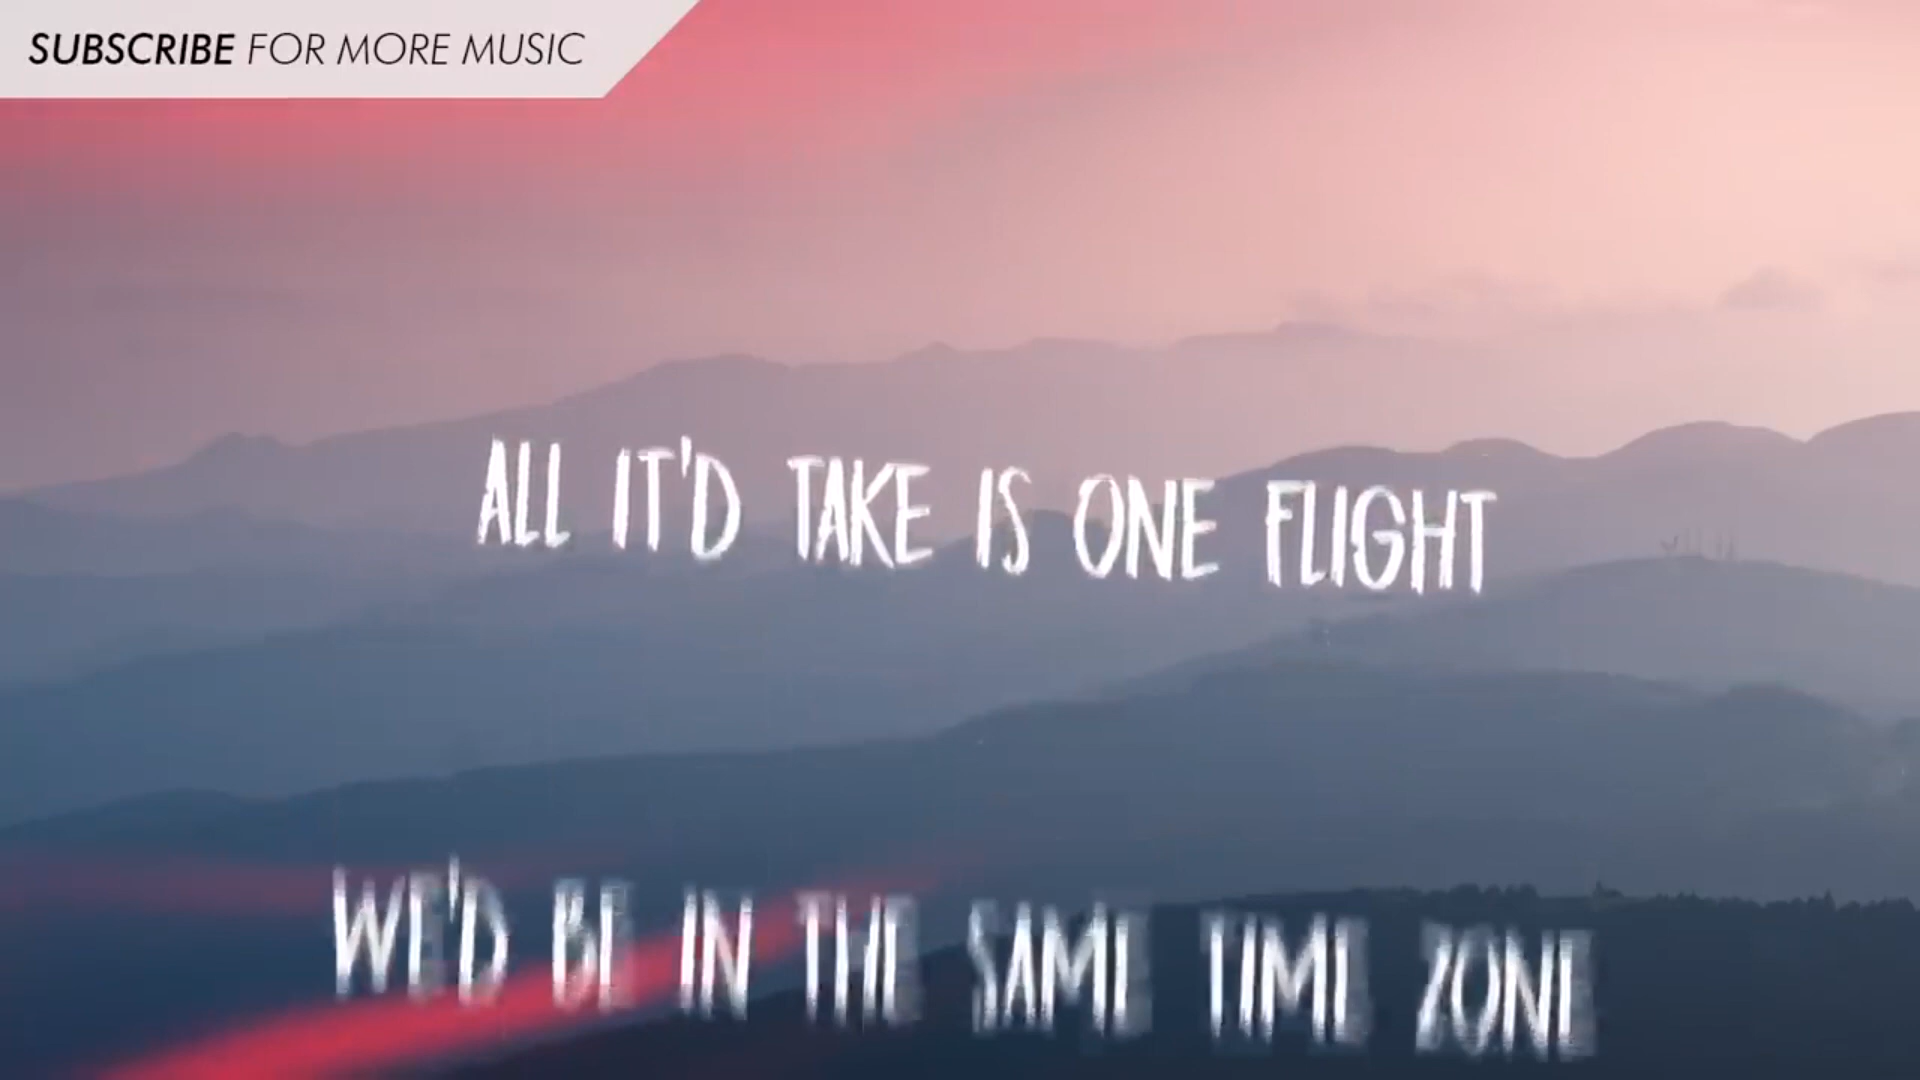 SUBSCRIBE FOR MORE MUSIC
ALL IT'D TAKE IS ONE FLIGHT
WE'D BE IN THE SAME TIME ZONE